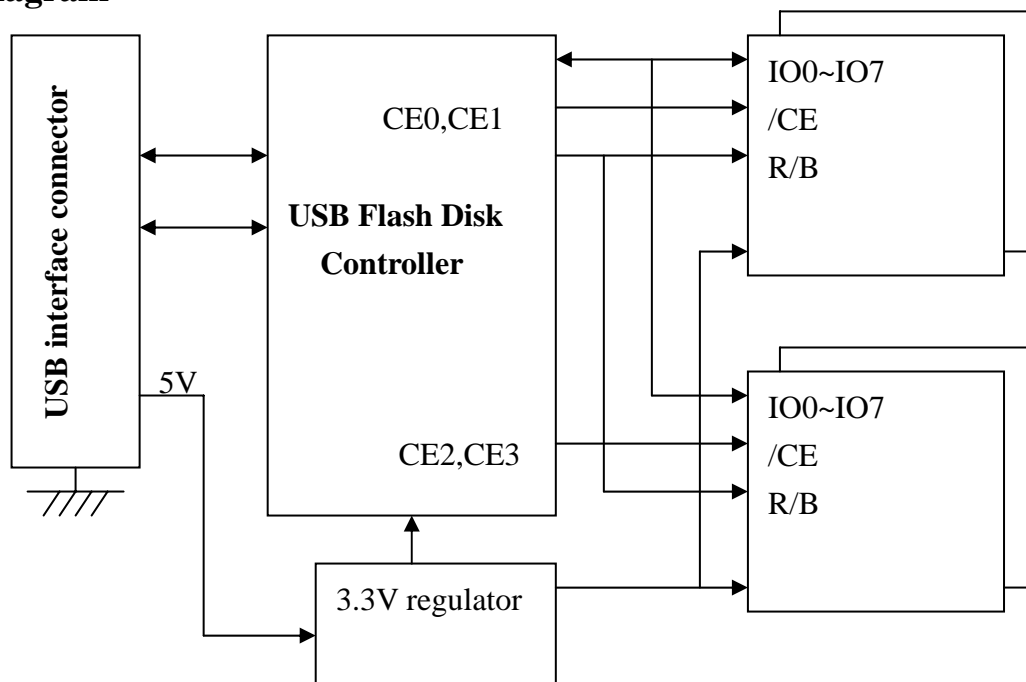 USB interface connector
5V
CE0,CE1
USB Flash Disk
Controller
CE2,CE3
3.3V regulator
IO0~IO7
/CE
R/B
IO0~IO7
/CE
R/B